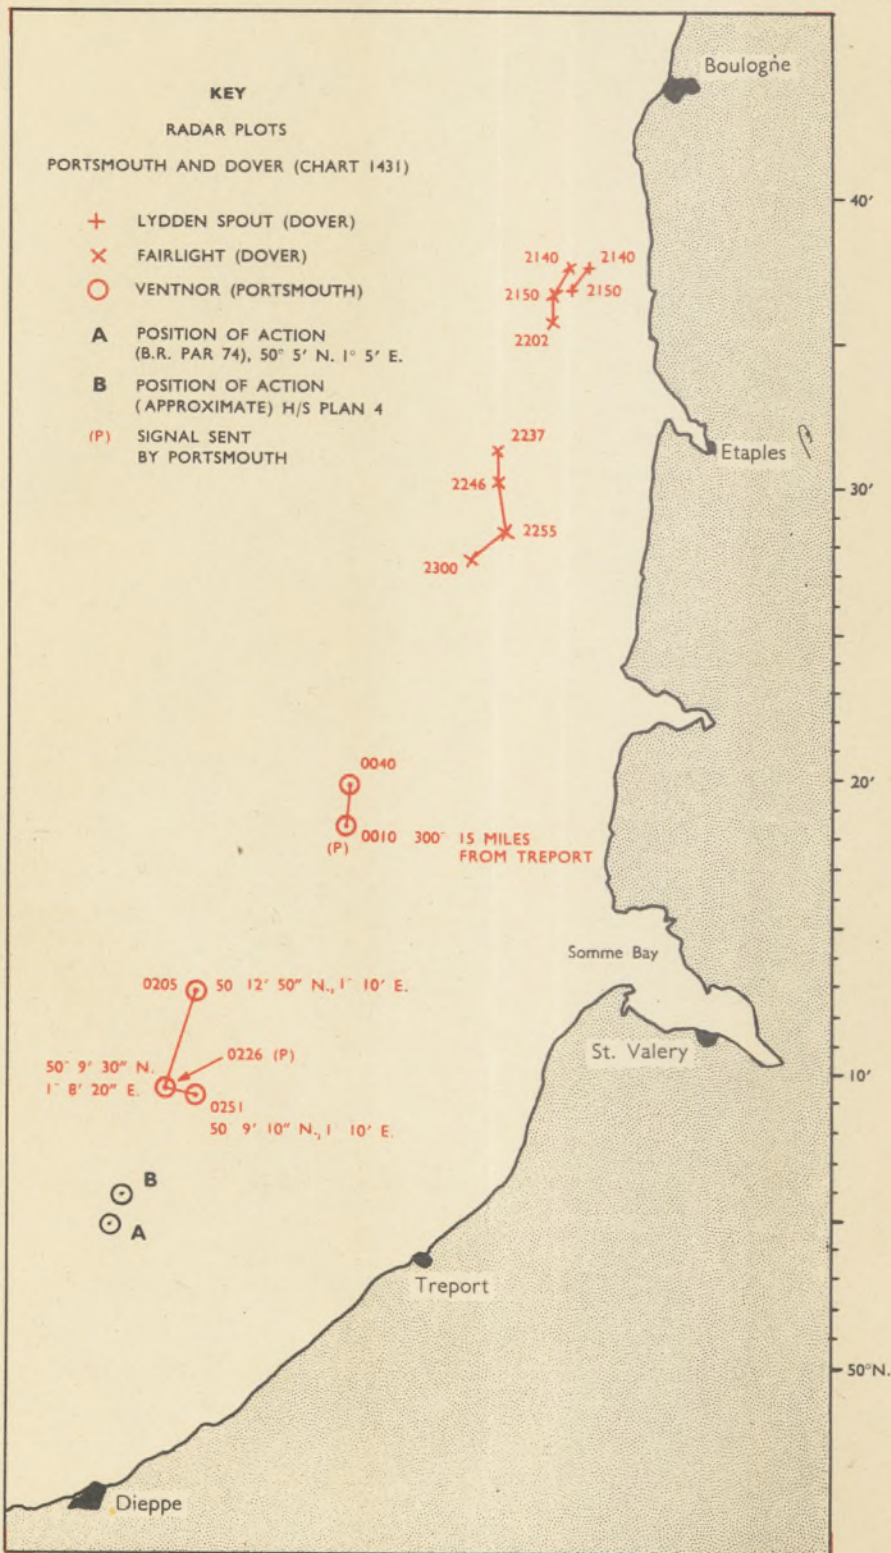 Boulogne
KEY
RADAR PLOTS
PORTSMOUTH AND DOVER (CHART 1431)
+ LYDDEN SPOUT (DOVER)
× FAIRLIGHT (DOVER)
VENTNOR (PORTSMOUTH)
A POSITION OF ACTION
(B.R. PAR 74), 50° 5′ N. 1° 5′ E.
B POSITION OF ACTION
(APPROXIMATE) H/S PLAN 4
(P) SIGNAL SENT
BY PORTSMOUTH
40′
2140
2140
2150
2150
2202
2237
Etaples
2246
30′
2255
2300
0040
20′
0010 300° 15 MILES
FROM TREPORT
(P)
Somme Bay
0205 50 12′ 50″ N., 1° 10′ E.
St. Valery
0226 (P)
50° 9′ 30″ N.
1° 8′ 20″ E.
10′
0251
50 9′ 10″ N., 1 10′ E.
B
A
Treport
50°N.
Dieppe